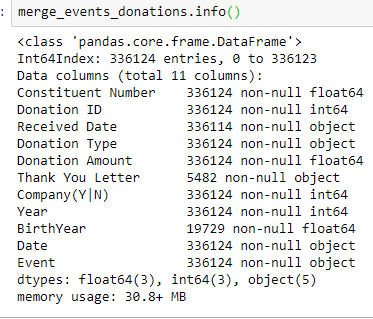 : merge_events_donations.info()
<class 'pandas.core.frame.DataFrame'>
Int64Index: 336124 entries, 0 to 336123
Data columns (total 11 columns):
Constituent Number    336124 non-null float64
Donation ID           336124 non-null int64
Received Date         336114 non-null object
Donation Type         336124 non-null object
Donation Amount       336124 non-null float64
Thank You Letter      5482 non-null object
Company(Y|N)          336124 non-null int64
Year                  336124 non-null int64
BirthYear             19729 non-null float64
Date                  336124 non-null object
Event                 336124 non-null object
dtypes: float64(3), int64(3), object(5)
memory usage: 30.8+ MB